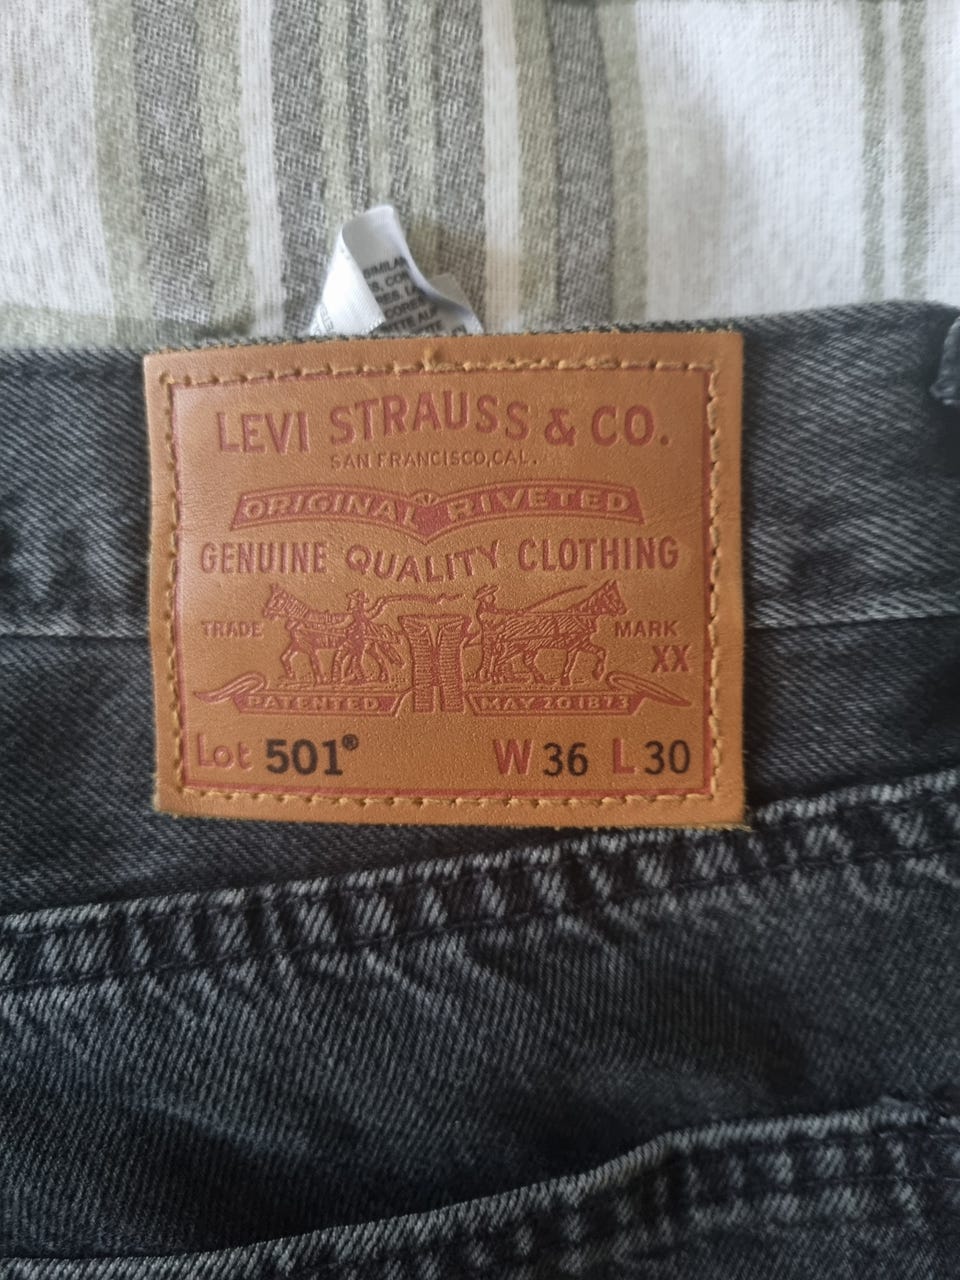 SIMILAR
LEVI STRAUSS & CO.
SAN FRANCISCO, CAL.
ORIGINAL RIVETED
GENUINE QUALITY CLOTHING
TRADE MARK
XX
PATENTED MAY 20 1873
Lot 501® W 36 L 30